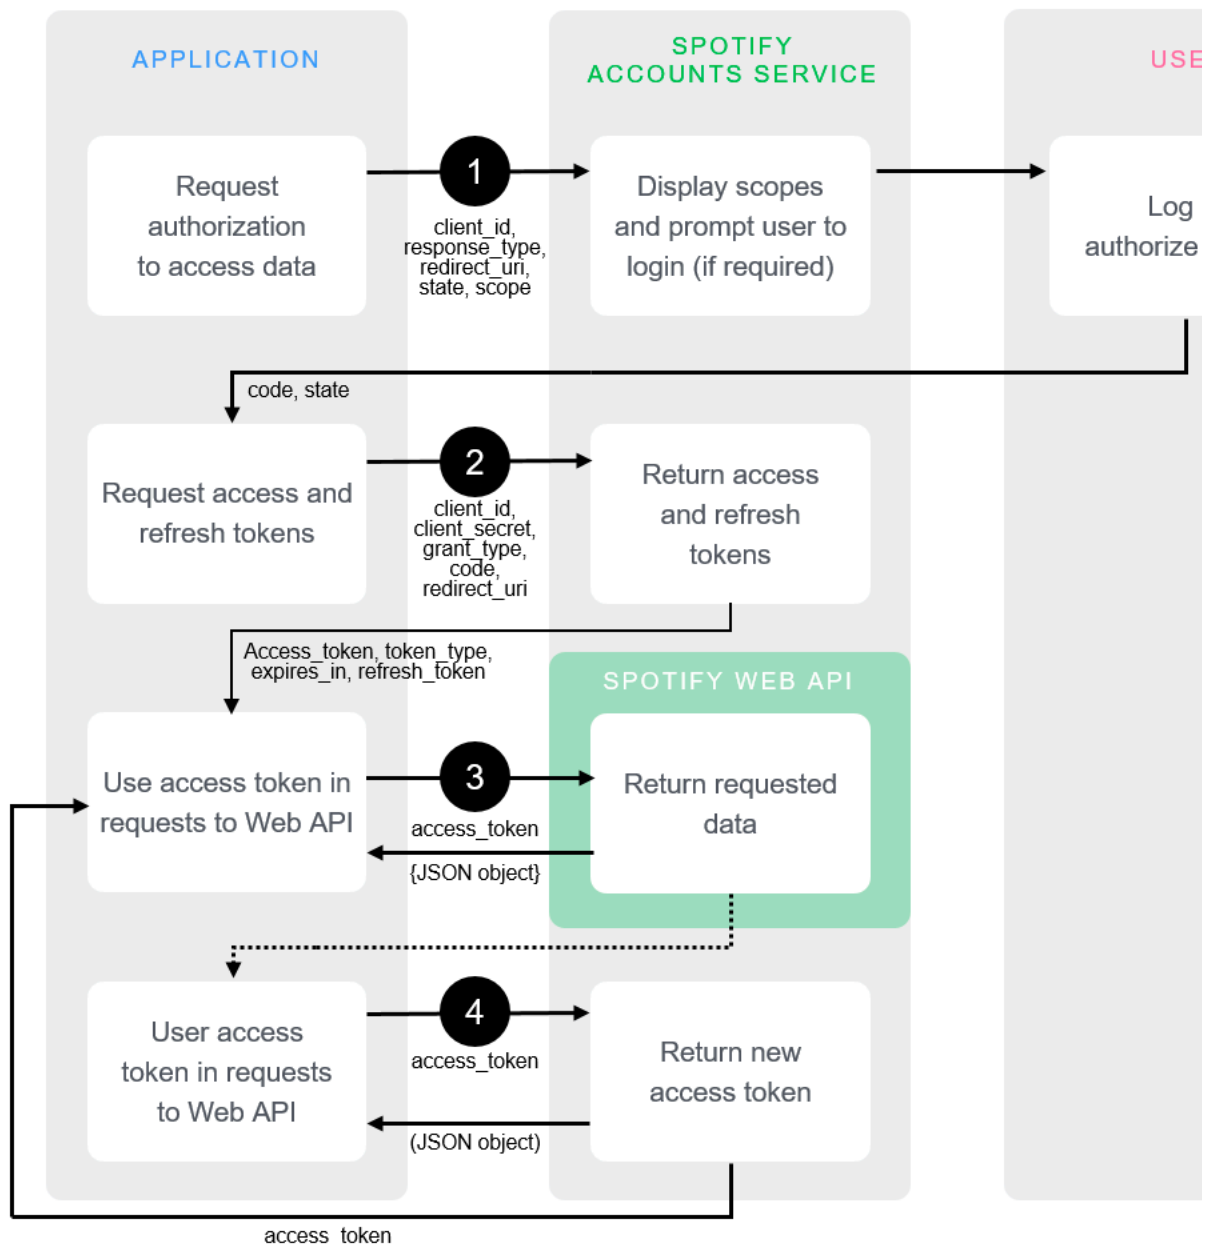 APPLICATION
SPOTIFY
ACCOUNTS SERVICE
USE
Request
authorization
to access data
1
client_id,
response_type,
redirect_uri,
state, scope
Display scopes
and prompt user to
login (if required)
Log
authorize
code, state
Request access and
refresh tokens
2
client_id,
client_secret,
grant_type,
code,
redirect_uri
Return access
and refresh
tokens
Access_token, token_type,
expires_in, refresh_token
SPOTIFY WEB API
Use access token in
requests to Web API
3
access_token
{JSON object}
Return requested
data
User access
token in requests
to Web API
4
access_token
(JSON object)
Return new
access token
access_token